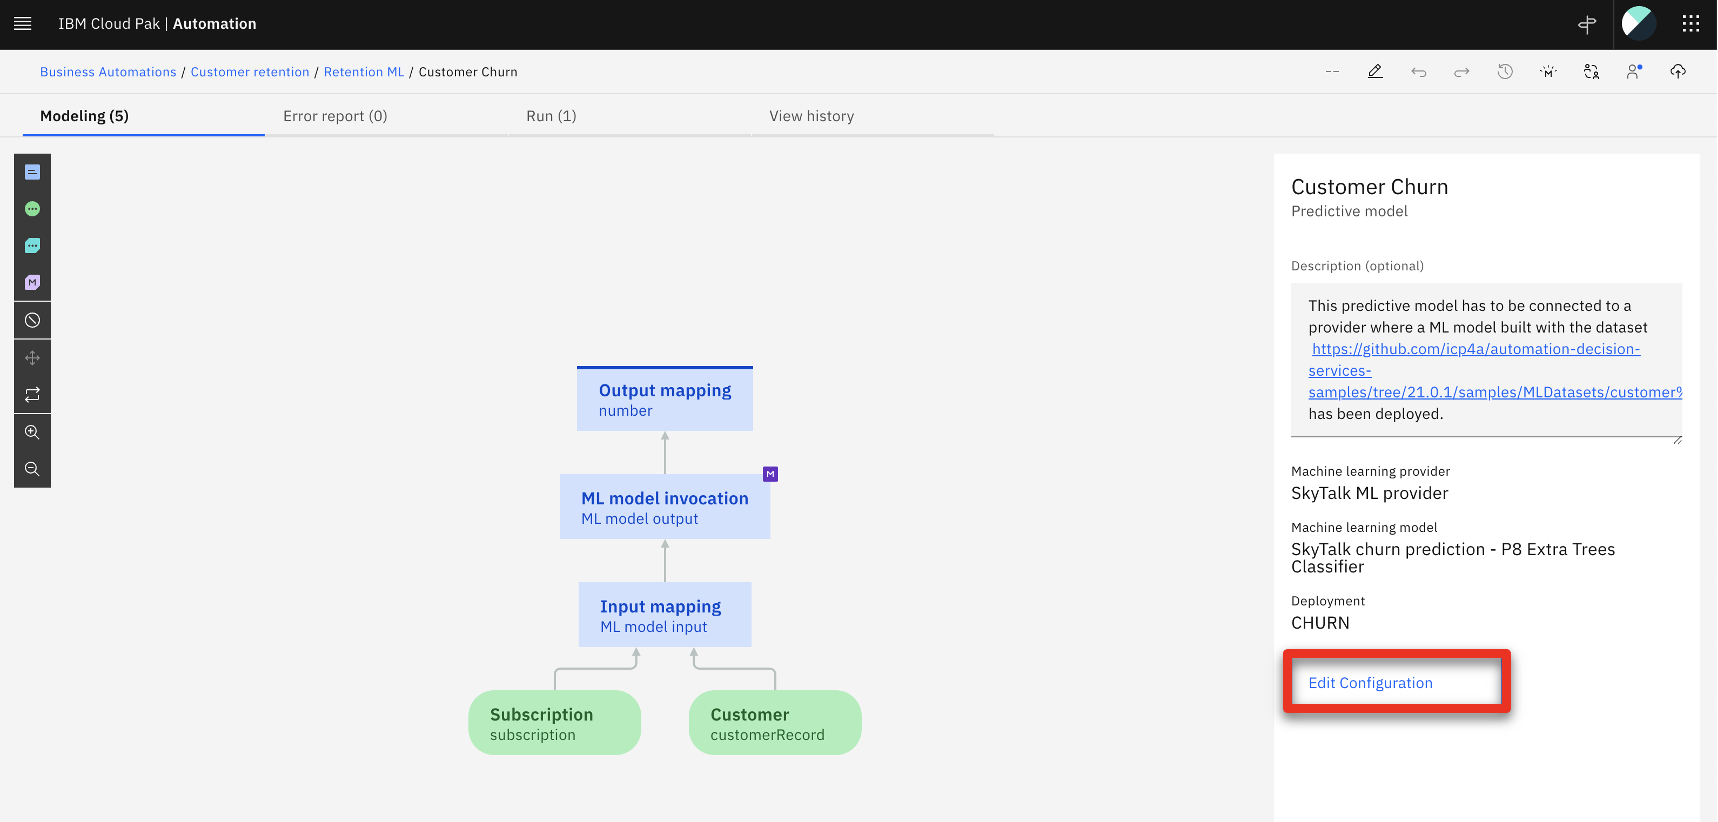 IBM Cloud Pak | Automation
Business Automations / Customer retention / Retention ML / Customer Churn
--
M
Modeling (5)
Error report (0)
Run (1)
View history
M
Customer Churn
Predictive model
Description (optional)
This predictive model has to be connected to a
provider where a ML model built with the dataset
https://github.com/icp4a/automation-decision-
services-
samples/tree/21.0.1/samples/MLDatasets/customer%
has been deployed.
Machine learning provider
SkyTalk ML provider
Machine learning model
SkyTalk churn prediction - P8 Extra Trees
Classifier
Deployment
CHURN
Edit Configuration
Output mapping
number
M
ML model invocation
ML model output
Input mapping
ML model input
Subscription
subscription
Customer
customerRecord